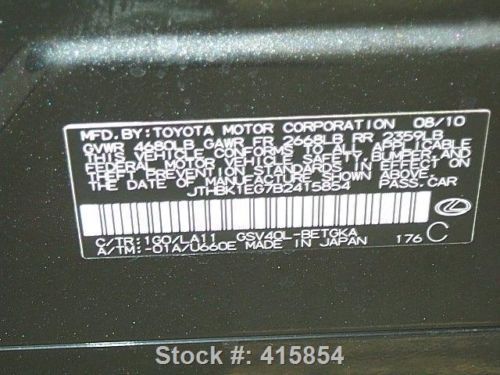 MFD. BY: TOYOTA MOTOR CORPORATION 08/10
GVWR 4680LB GAWR FR 2668LB RR 2359LB
THIS VEHICLE CONFORMS TO ALL APPLICABLE
FEDERAL MOTOR VEHICLE SAFETY, BUMPER, AND
THEFT PREVENTION STANDARDS IN EFFECT ON
THE DATE OF MANUFACTURE SHOWN ABOVE.
JTHBK1EG7B2415854 PASS. CAR
C/TR: 1G0/LA11 GSV40L-BETGKA
A/TM: -01A/U660E MADE IN JAPAN 176 C
Stock #: 415854